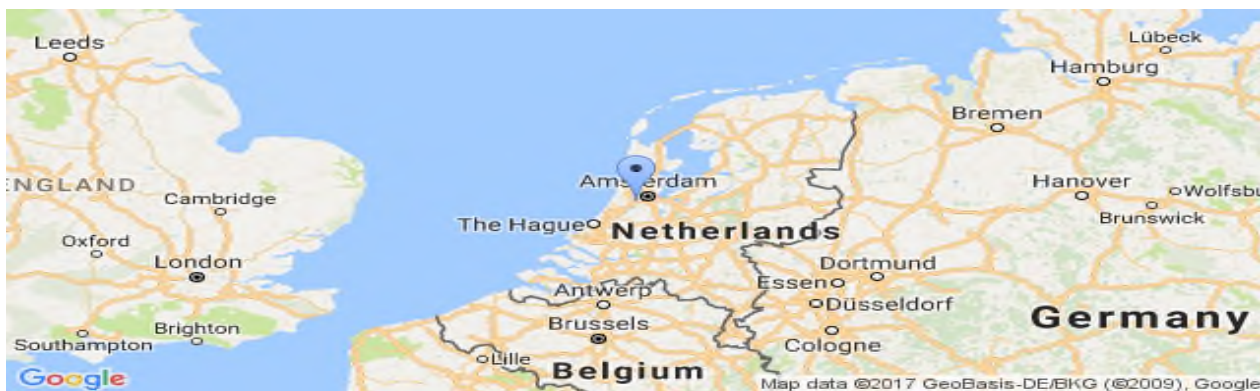 Leeds
Lübeck
Hamburg
Bremen
ENGLAND
Cambridge
Amsterdam
Hanover
Wolfsbu
Brunswick
The Hague
Netherlands
Oxford
London
Dortmund
Essen
Antwerp
Düsseldorf
Brighton
Brussels
Germany
Southampton
Cologne
Lille
Belgium
Google
Map data ©2017 GeoBasis-DE/BKG (©2009), Google